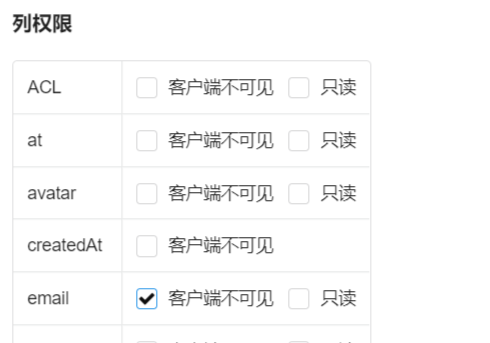 列权限
ACL 客户端不可见 只读
at 客户端不可见 只读
avatar 客户端不可见 只读
createdAt 客户端不可见
email 客户端不可见 只读